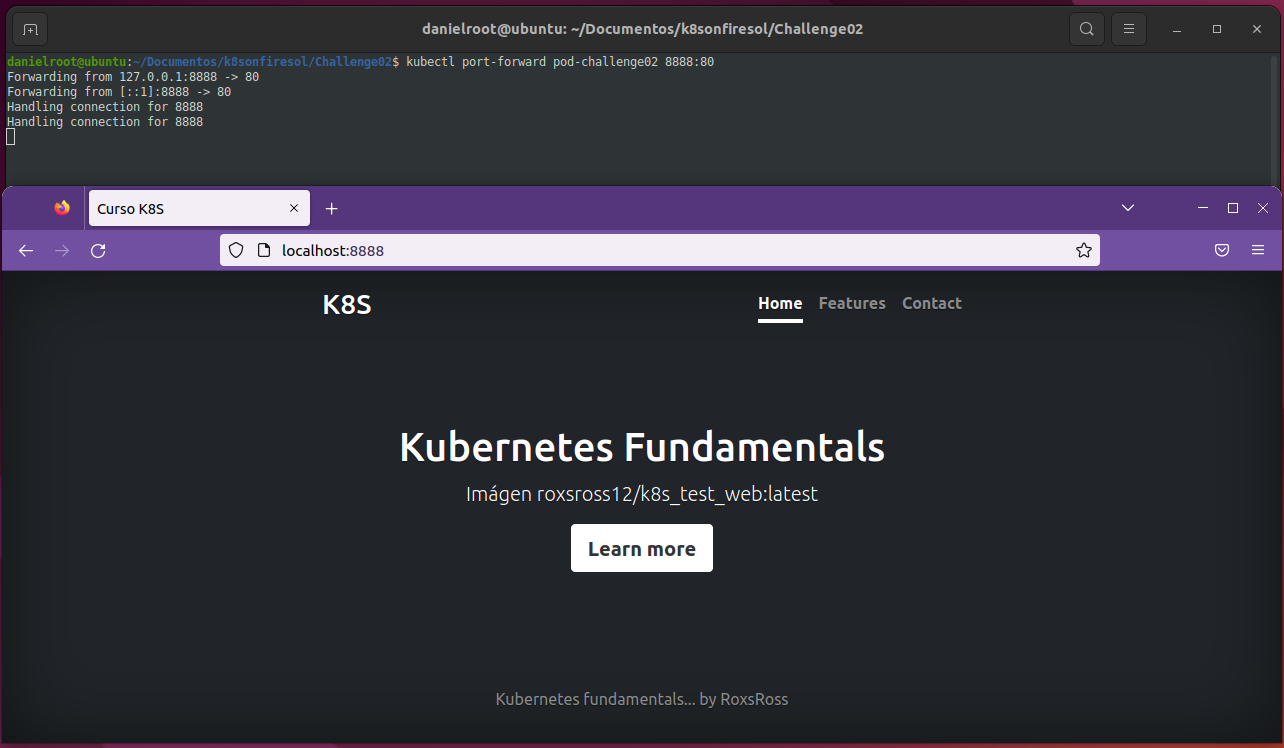 danielroot@ubuntu: ~/Documentos/k8sonfiresol/Challenge02
danielroot@ubuntu:~/Documentos/k8sonfiresol/Challenge02$ kubectl port-forward pod-challenge02 8888:80
Forwarding from 127.0.0.1:8888 -> 80
Forwarding from [::1]:8888 -> 80
Handling connection for 8888
Handling connection for 8888
Curso K8S
localhost:8888
K8S
Home Features Contact
Kubernetes Fundamentals
Imágen roxsross12/k8s_test_web:latest
Learn more
Kubernetes fundamentals... by RoxsRoss